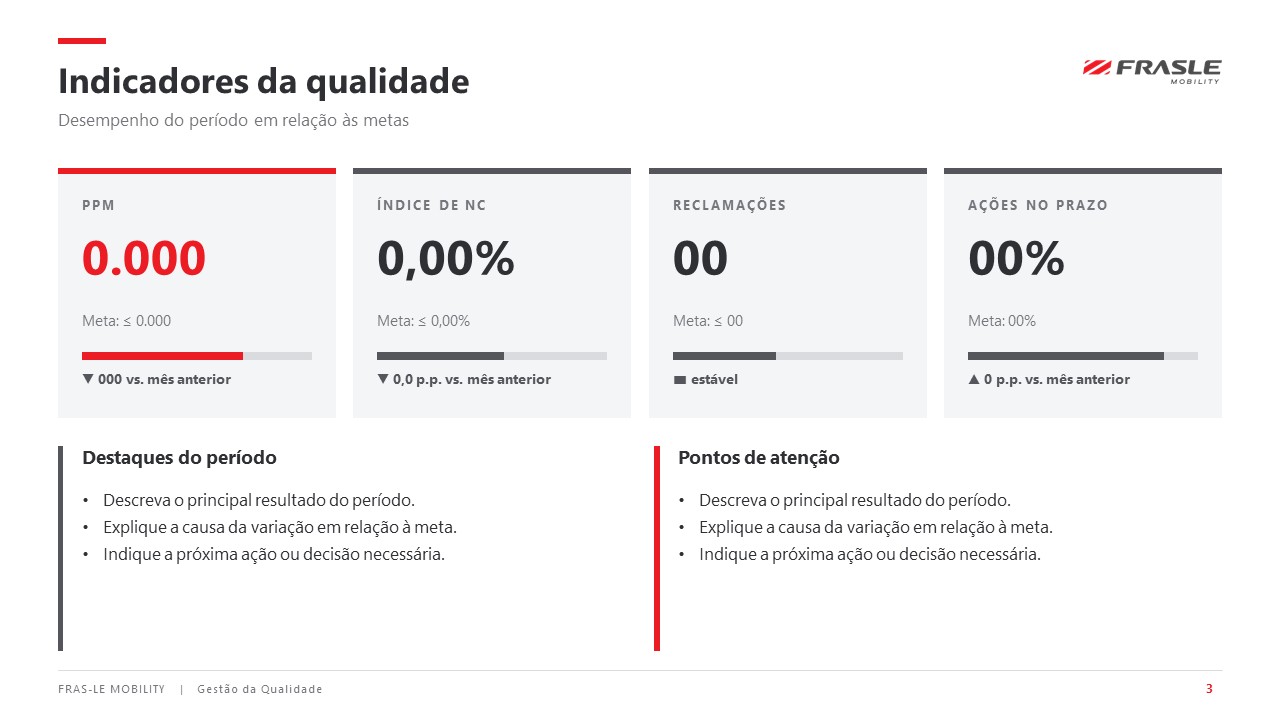 Indicadores da qualidade
Desempenho do período em relação às metas
FRASLE
MOBILITY
PPM
0.000
Meta: ≤ 0.000
▼ 000 vs. mês anterior
ÍNDICE DE NC
0,00%
Meta: ≤ 0,00%
▼ 0,0 p.p. vs. mês anterior
RECLAMAÇÕES
00
Meta: ≤ 00
■ estável
AÇÕES NO PRAZO
00%
Meta: 00%
▲ 0 p.p. vs. mês anterior
Destaques do período
• Descreva o principal resultado do período.
• Explique a causa da variação em relação à meta.
• Indique a próxima ação ou decisão necessária.
Pontos de atenção
• Descreva o principal resultado do período.
• Explique a causa da variação em relação à meta.
• Indique a próxima ação ou decisão necessária.
FRAS-LE MOBILITY | Gestão da Qualidade
3